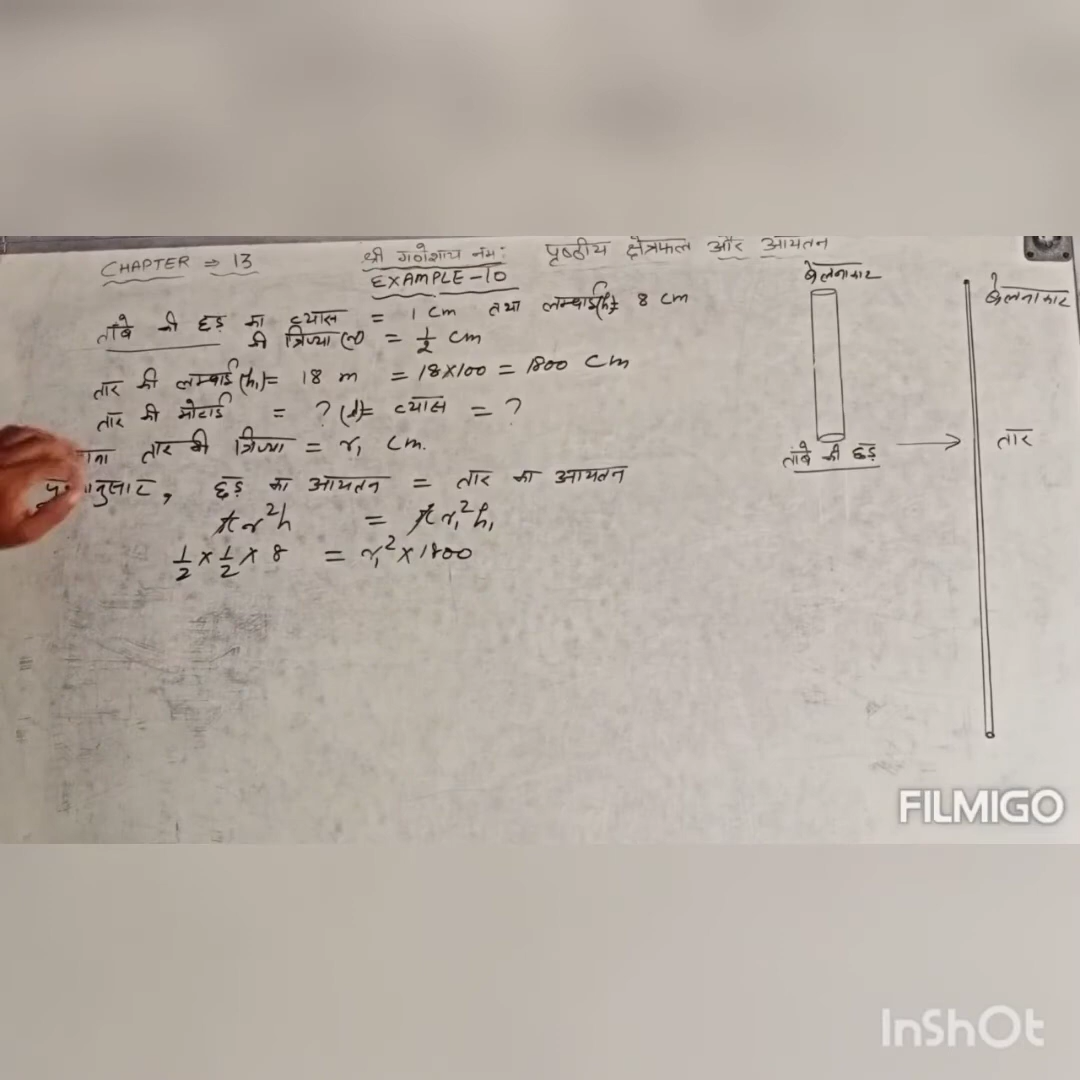 CHAPTER ⇒ 13
श्री गणेशाय नमः
पृष्ठीय क्षेत्रफल और आयतन
EXAMPLE-10
तांबे की छड़ का व्यास = 1 cm तथा लम्बाई(h)= 8 cm
की त्रिज्या (r) = 1/2 cm
तार की लम्बाई(h₁)= 18 m = 18×100 = 1800 cm
तार की मोटाई = ? (d)= व्यास = ?
तार की त्रिज्या = r₁ cm.
छड़ का आयतन = तार का आयतन
πr²h = πr₁²h₁
1/2 × 1/2 × 8 = r₁² × 1800
बेलनाकार
तांबे की छड़
बेलनाकार
तार
FILMIGO
InShOt